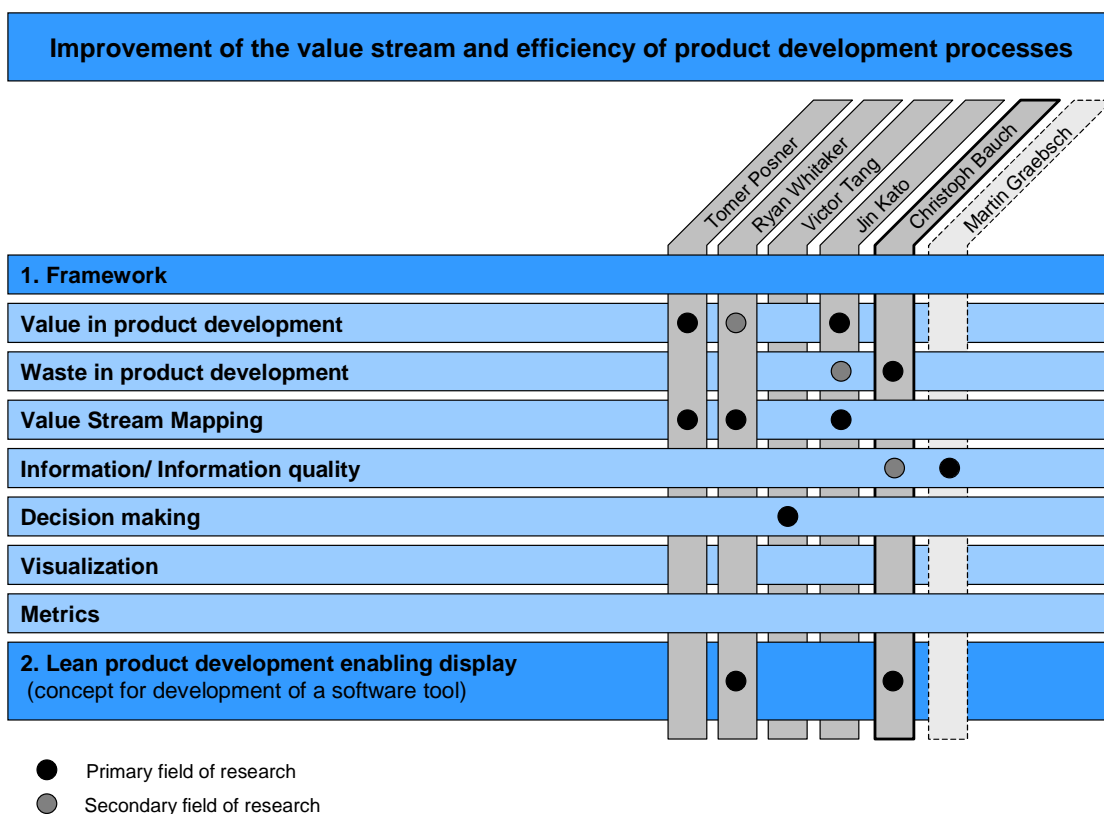 Improvement of the value stream and efficiency of product development processes
Tomer Posner
Ryan Whitaker
Victor Tang
Jin Kato
Christoph Bauch
Martin Graebsch
1. Framework
Value in product development
Waste in product development
Value Stream Mapping
Information/ Information quality
Decision making
Visualization
Metrics
2. Lean product development enabling display
(concept for development of a software tool)
Primary field of research
Secondary field of research